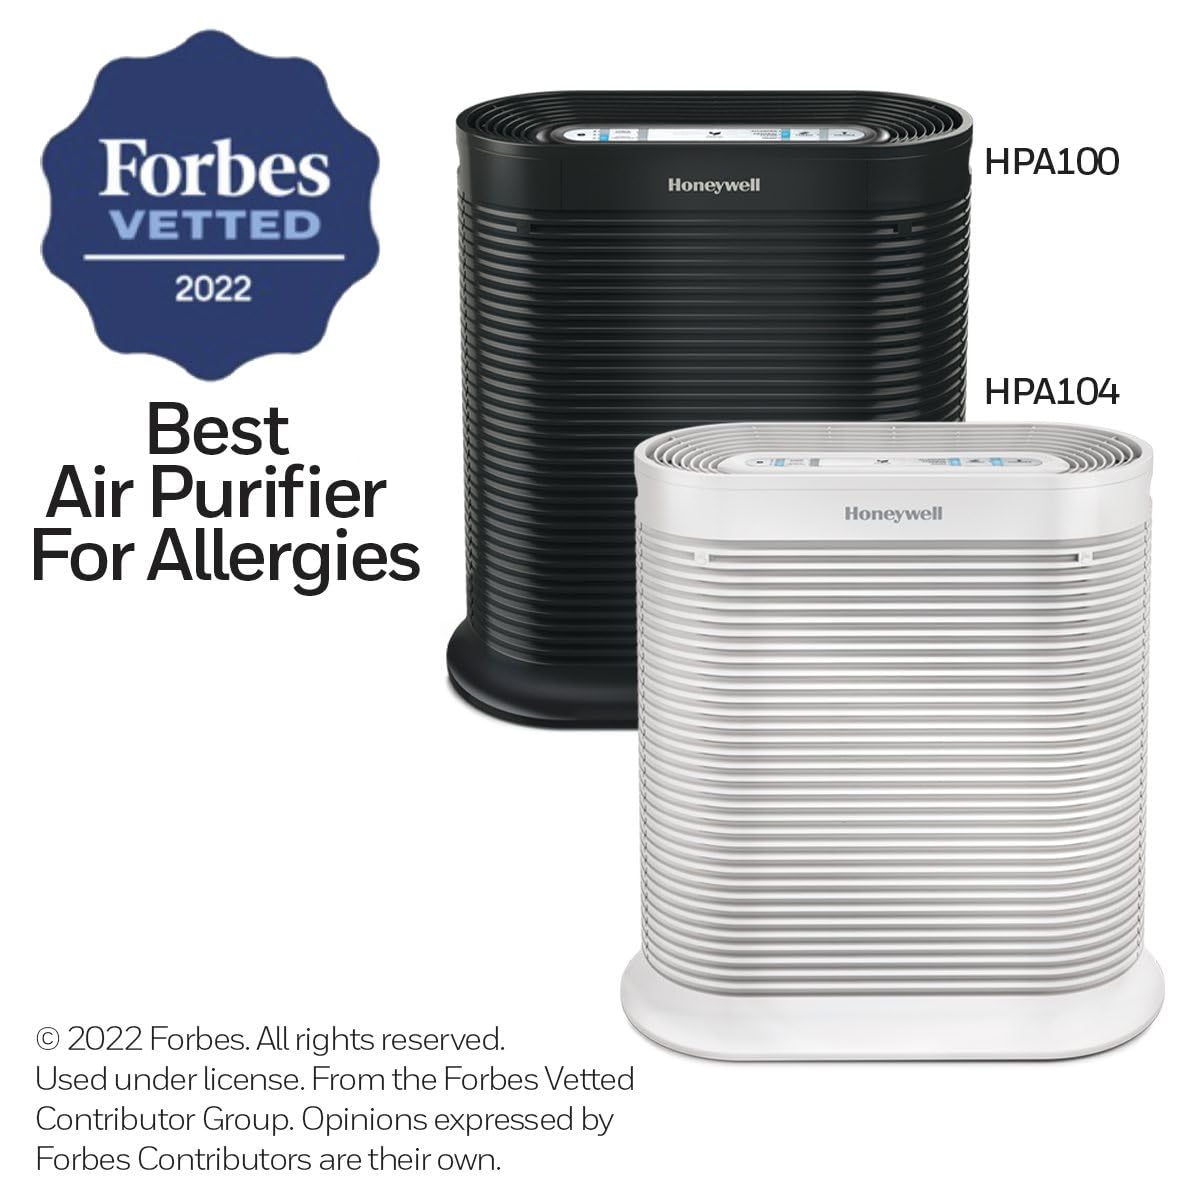 Forbes
VETTED
2022
Best
Air Purifier
For Allergies
Honeywell
HPA100
HPA104
Honeywell
© 2022 Forbes. All rights reserved.
Used under license. From the Forbes Vetted
Contributor Group. Opinions expressed by
Forbes Contributors are their own.